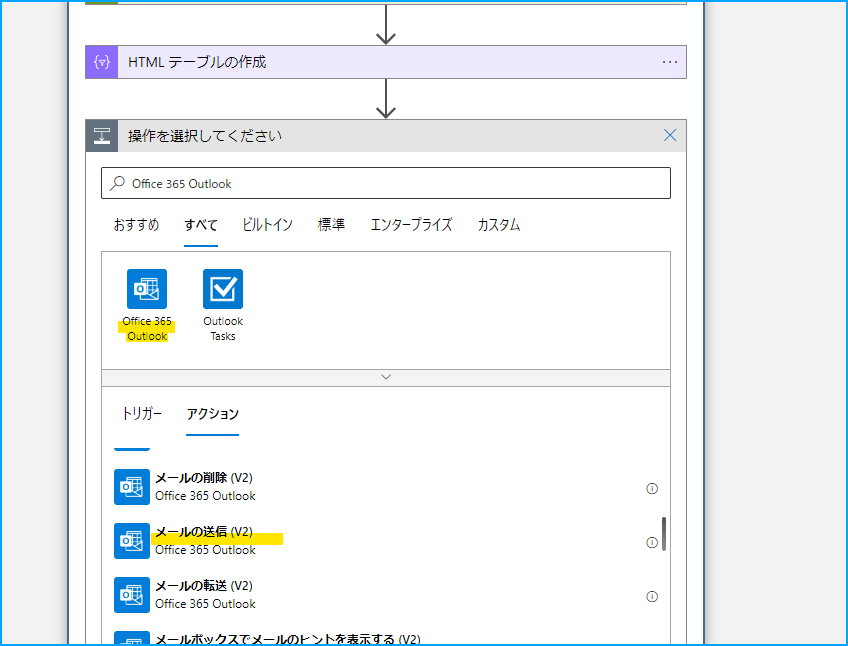 HTML テーブルの作成
操作を選択してください
Office 365 Outlook
おすすめ すべて ビルトイン 標準 エンタープライズ カスタム
Office 365
Outlook
Outlook
Tasks
トリガー アクション
メールの削除 (V2)
Office 365 Outlook
メールの送信 (V2)
Office 365 Outlook
メールの転送 (V2)
Office 365 Outlook
メールボックスでメールのヒントを表示する (V2)